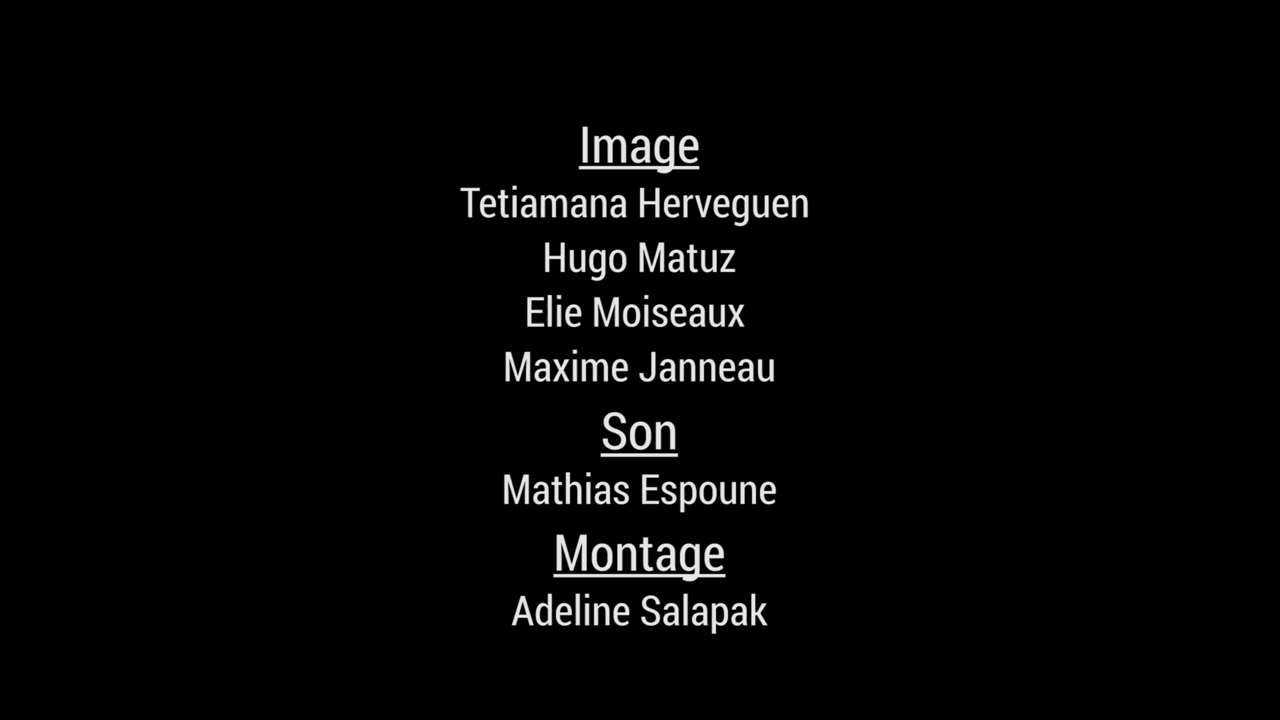 Image
Tetiamana Herveguen
Hugo Matuz
Elie Moiseaux
Maxime Janneau
Son
Mathias Espoune
Montage
Adeline Salapak